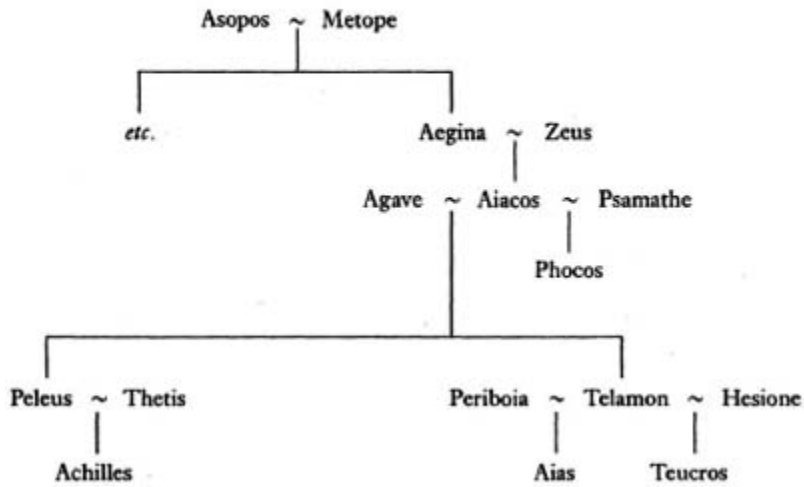 Asopos ~ Metope
etc. Aegina ~ Zeus
Agave ~ Aiacos ~ Psamathe
Phocos
Peleus ~ Thetis Periboia ~ Telamon ~ Hesione
Achilles Aias Teucros